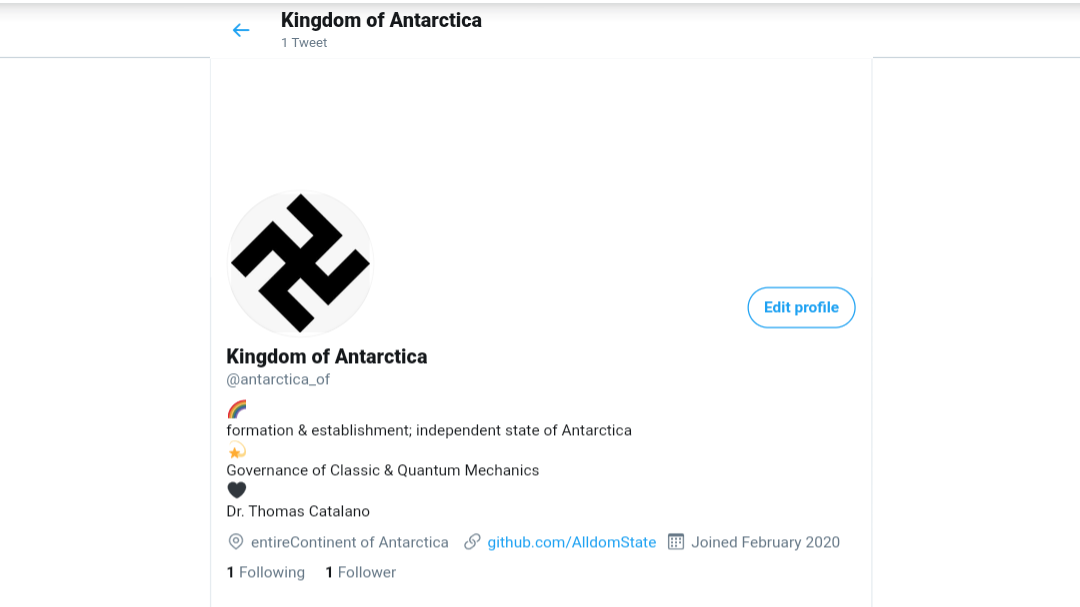 Kingdom of Antarctica
1 Tweet
Edit profile
Kingdom of Antarctica
@antarctica_of
formation & establishment; independent state of Antarctica
Governance of Classic & Quantum Mechanics
Dr. Thomas Catalano
entireContinent of Antarctica github.com/AlldomState Joined February 2020
1 Following 1 Follower